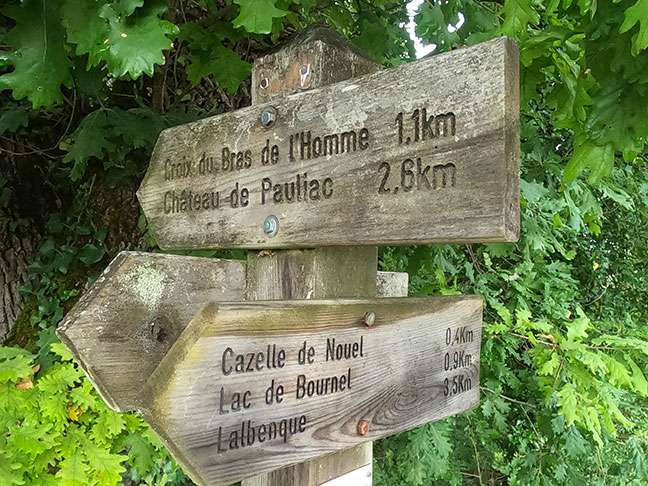 Croix du Bras de l'Homme 1,1km
Château de Pauliac 2,6km
Cazelle de Nouel 0,4Km
Lac de Bournel 0,9Km
Lalbenque 3,5Km